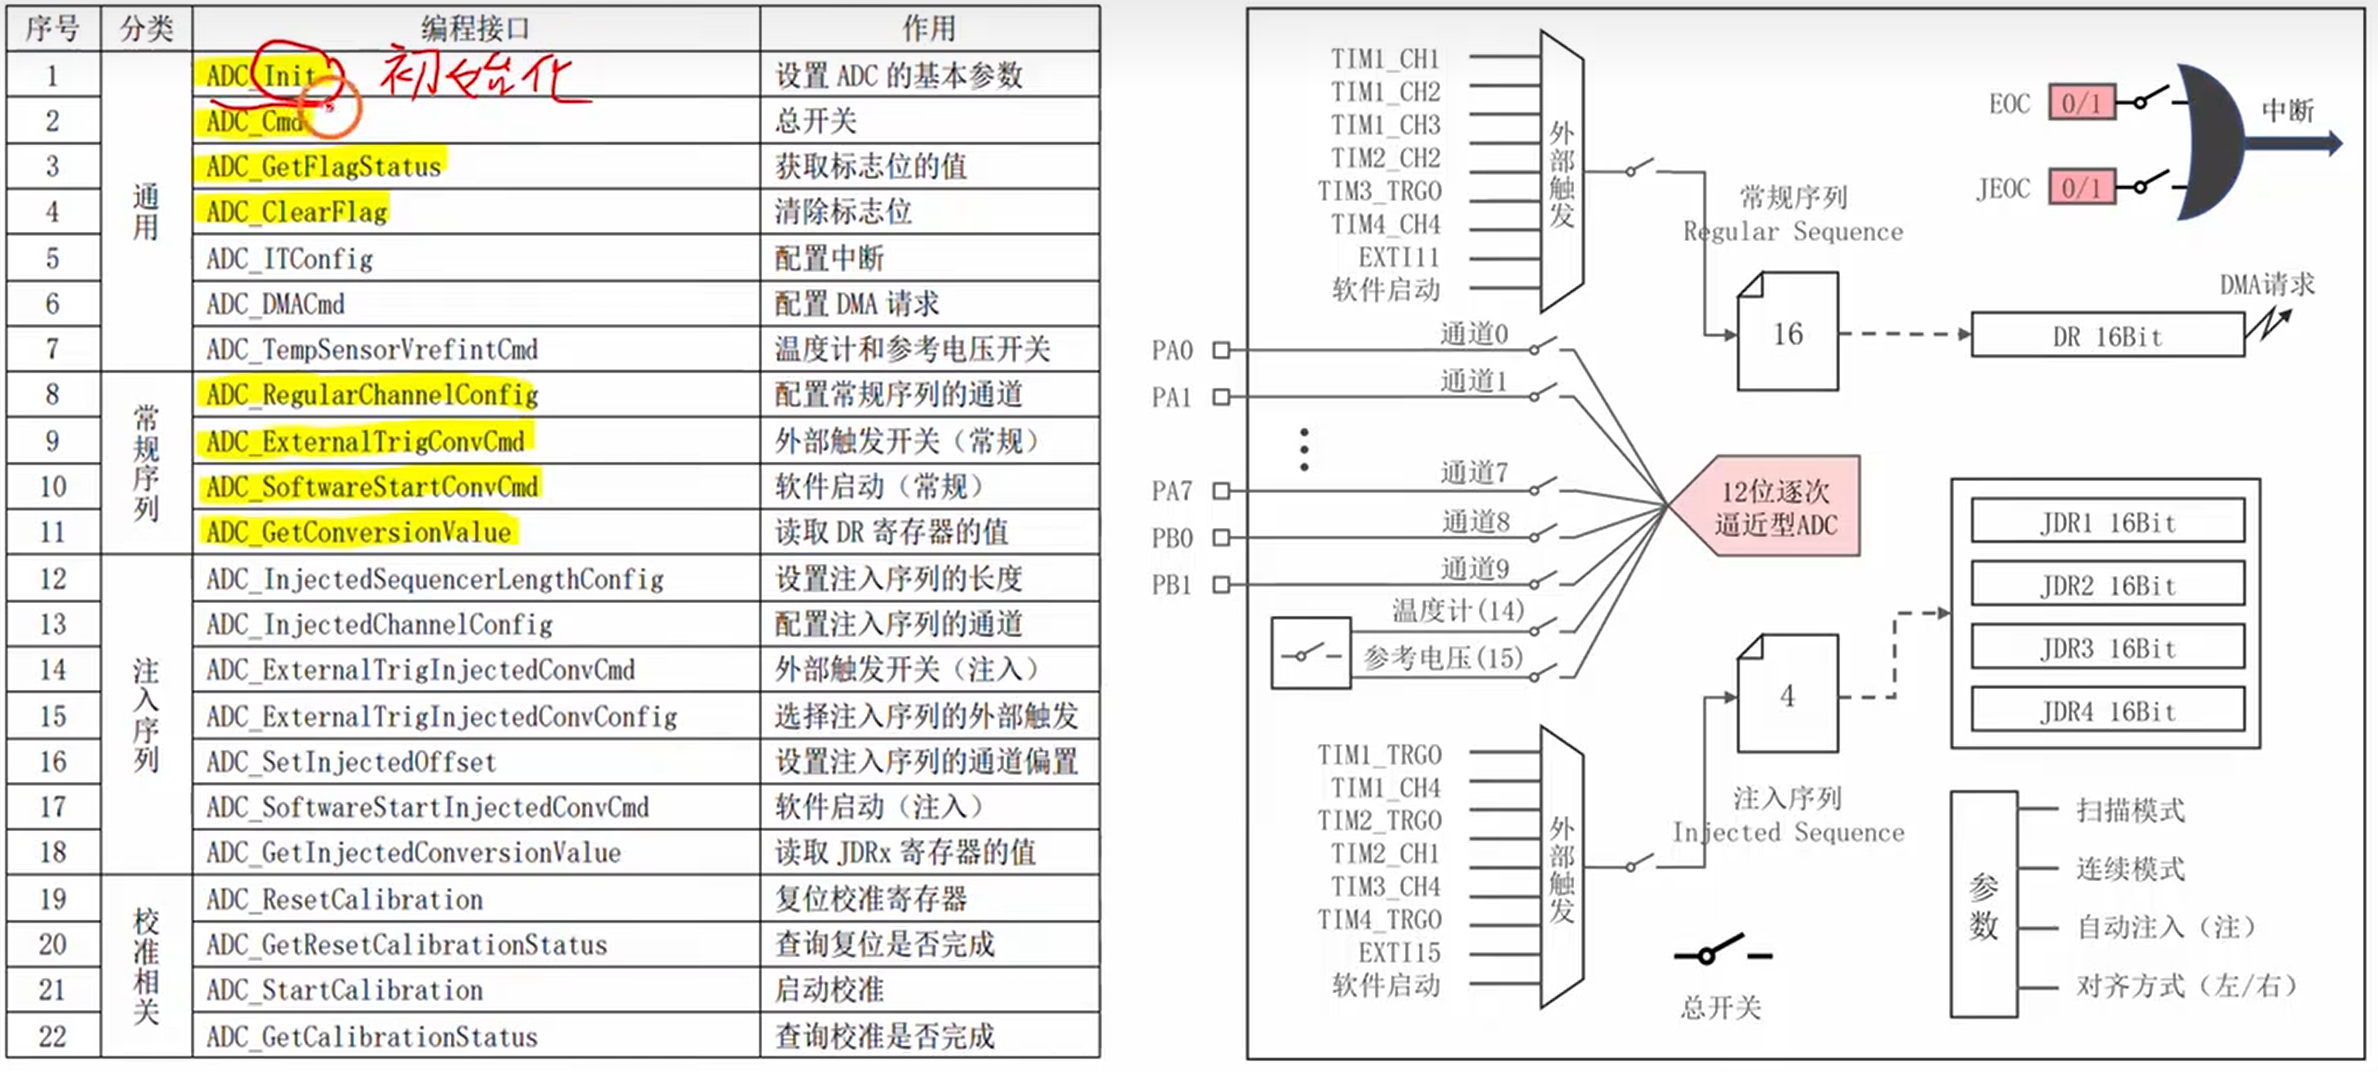 序号 分类 编程接口 作用
1 通用 ADC_Init 初始化 设置 ADC 的基本参数
2 ADC_Cmd 总开关
3 ADC_GetFlagStatus 获取标志位的值
4 ADC_ClearFlag 清除标志位
5 ADC_ITConfig 配置中断
6 ADC_DMACmd 配置 DMA 请求
7 ADC_TempSensorVrefintCmd 温度计和参考电压开关
8 常规序列 ADC_RegularChannelConfig 配置常规序列的通道
9 ADC_ExternalTrigConvCmd 外部触发开关（常规）
10 ADC_SoftwareStartConvCmd 软件启动（常规）
11 ADC_GetConversionValue 读取 DR 寄存器的值
12 注入序列 ADC_InjectedSequencerLengthConfig 设置注入序列的长度
13 ADC_InjectedChannelConfig 配置注入序列的通道
14 ADC_ExternalTrigInjectedConvCmd 外部触发开关（注入）
15 ADC_ExternalTrigInjectedConvConfig 选择注入序列的外部触发
16 ADC_SetInjectedOffset 设置注入序列的通道偏置
17 ADC_SoftwareStartInjectedConvCmd 软件启动（注入）
18 ADC_GetInjectedConversionValue 读取 JDRx 寄存器的值
19 校准相关 ADC_ResetCalibration 复位校准寄存器
20 ADC_GetResetCalibrationStatus 查询复位是否完成
21 ADC_StartCalibration 启动校准
22 ADC_GetCalibrationStatus 查询校准是否完成
TIM1_CH1
TIM1_CH2
TIM1_CH3
TIM2_CH2
TIM3_TRGO
TIM4_CH4
EXTI11
软件启动
外部触发
常规序列
Regular Sequence
16
DR 16Bit
DMA请求
EOC 0/1
JEOC 0/1
中断
PA0 通道0
PA1 通道1
PA7 通道7
PB0 通道8
PB1 通道9
温度计(14)
参考电压(15)
12位逐次
逼近型ADC
JDR1 16Bit
JDR2 16Bit
JDR3 16Bit
JDR4 16Bit
4
注入序列
Injected Sequence
TIM1_TRGO
TIM1_CH4
TIM2_TRGO
TIM2_CH1
TIM3_CH4
TIM4_TRGO
EXTI15
软件启动
外部触发
总开关
参数
扫描模式
连续模式
自动注入（注）
对齐方式（左/右）